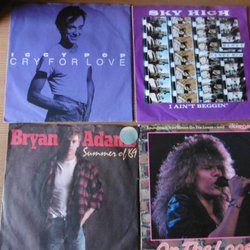 IGGY POP
CRY FOR LOVE
SKY HIGH
I AIN'T BEGGIN'
Bryan Adams
Summer of '69
On The Loose